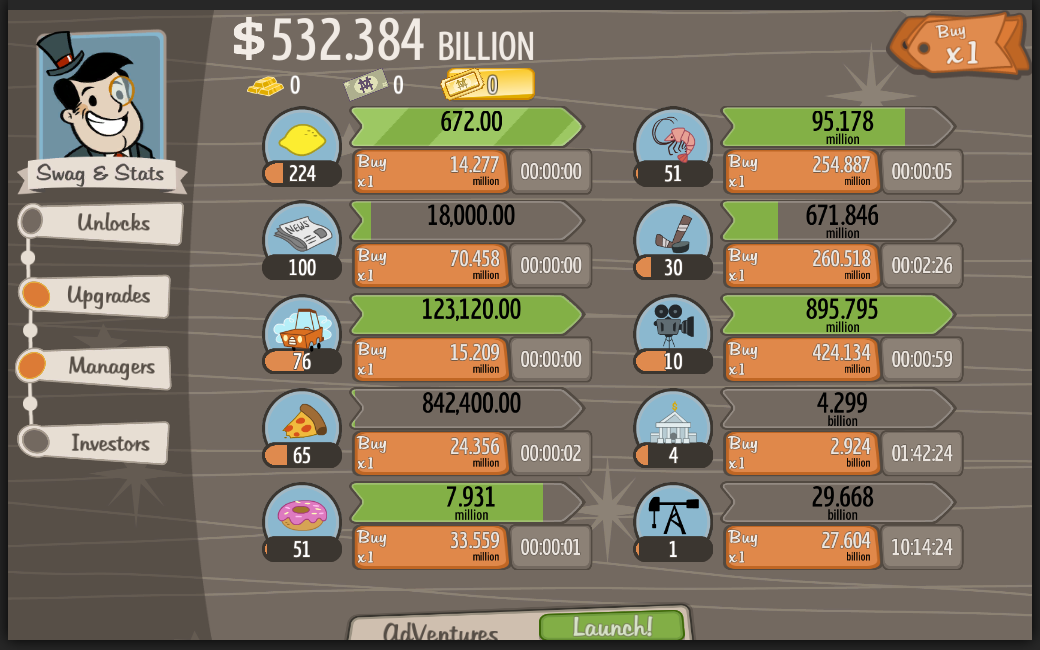 $532.384 BILLION
Buy
x1
0
0
0
Swag & Stats
Unlocks
Upgrades
Managers
Investors
224
672.00
Buy
x1
14.277
million
00:00:00
51
95.178
million
Buy
x1
254.887
million
00:00:05
NEWS
100
18,000.00
Buy
x1
70.458
million
00:00:00
30
671.846
million
Buy
x1
260.518
million
00:02:26
76
123,120.00
Buy
x1
15.209
million
00:00:00
10
895.795
million
Buy
x1
424.134
million
00:00:59
65
842,400.00
Buy
x1
24.356
million
00:00:02
4
4.299
billion
Buy
x1
2.924
billion
01:42:24
51
7.931
million
Buy
x1
33.559
million
00:00:01
1
29.668
billion
Buy
x1
27.604
billion
10:14:24
AdVentures
Launch!